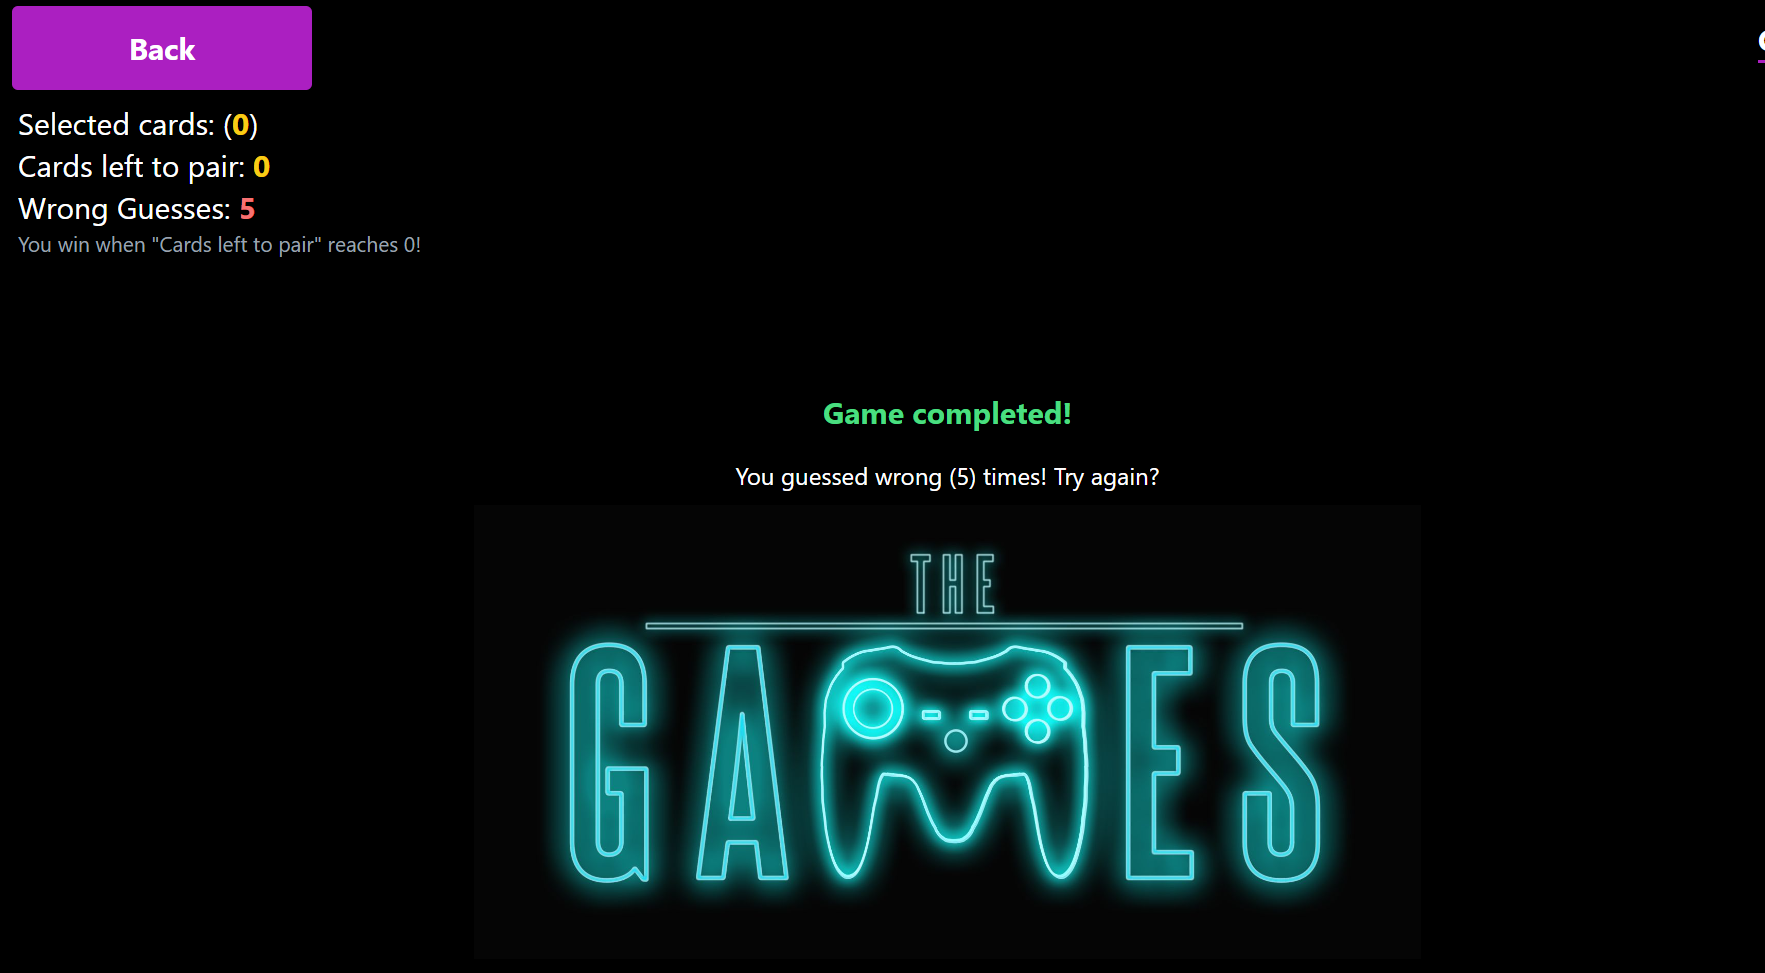 Back
Selected cards: (0)
Cards left to pair: 0
Wrong Guesses: 5
You win when "Cards left to pair" reaches 0!
Game completed!
You guessed wrong (5) times! Try again?
THE
GAMES